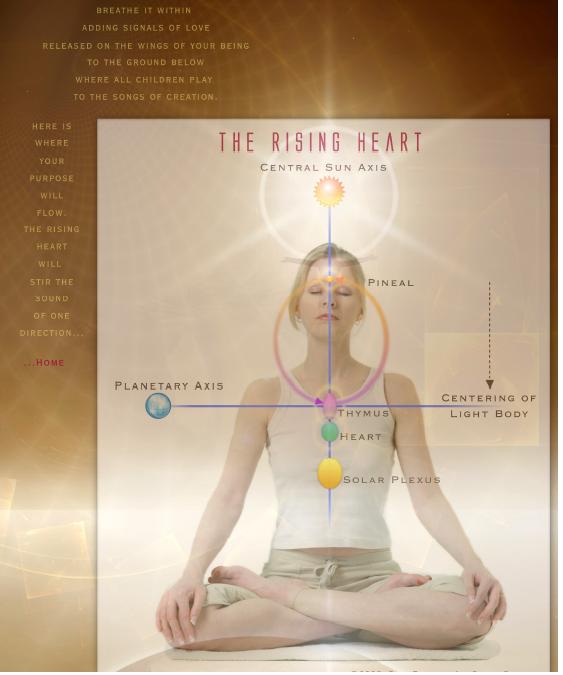 BREATHE IT WITHIN
ADDING SIGNALS OF LOVE
RELEASED ON THE WINGS OF YOUR BEING
TO THE GROUND BELOW
WHERE ALL CHILDREN PLAY
TO THE SONGS OF CREATION.
HERE IS
WHERE
YOUR
PURPOSE
WILL
FLOW.
THE RISING
HEART
WILL
STIR THE
SOUND
OF ONE
DIRECTION...
...HOME
THE RISING HEART
CENTRAL SUN AXIS
PINEAL
PLANETARY AXIS
CENTERING OF
LIGHT BODY
THYMUS
HEART
SOLAR PLEXUS